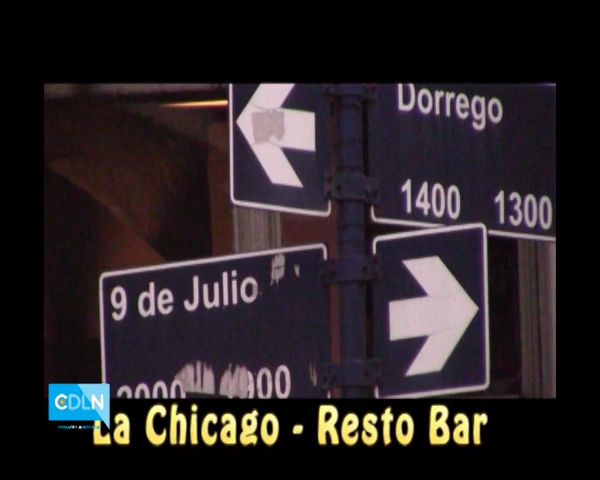 Dorrego
1400 1300
9 de Julio
CDLN
La Chicago - Resto Bar